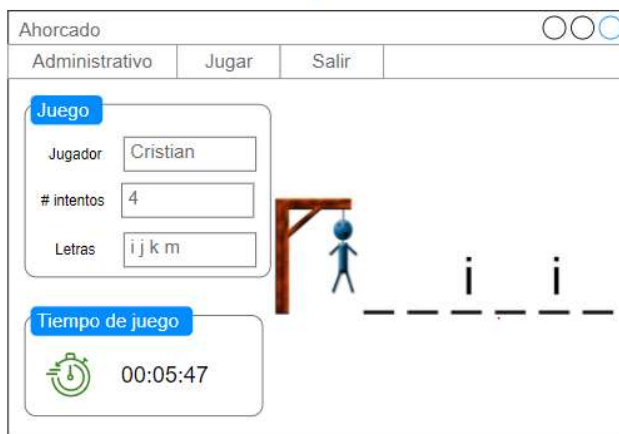 Ahorcado
Administrativo Jugar Salir
Juego
Jugador Cristian
# intentos 4
Letras i j k m
i i
_ _ _ _ _ _
Tiempo de juego
00:05:47